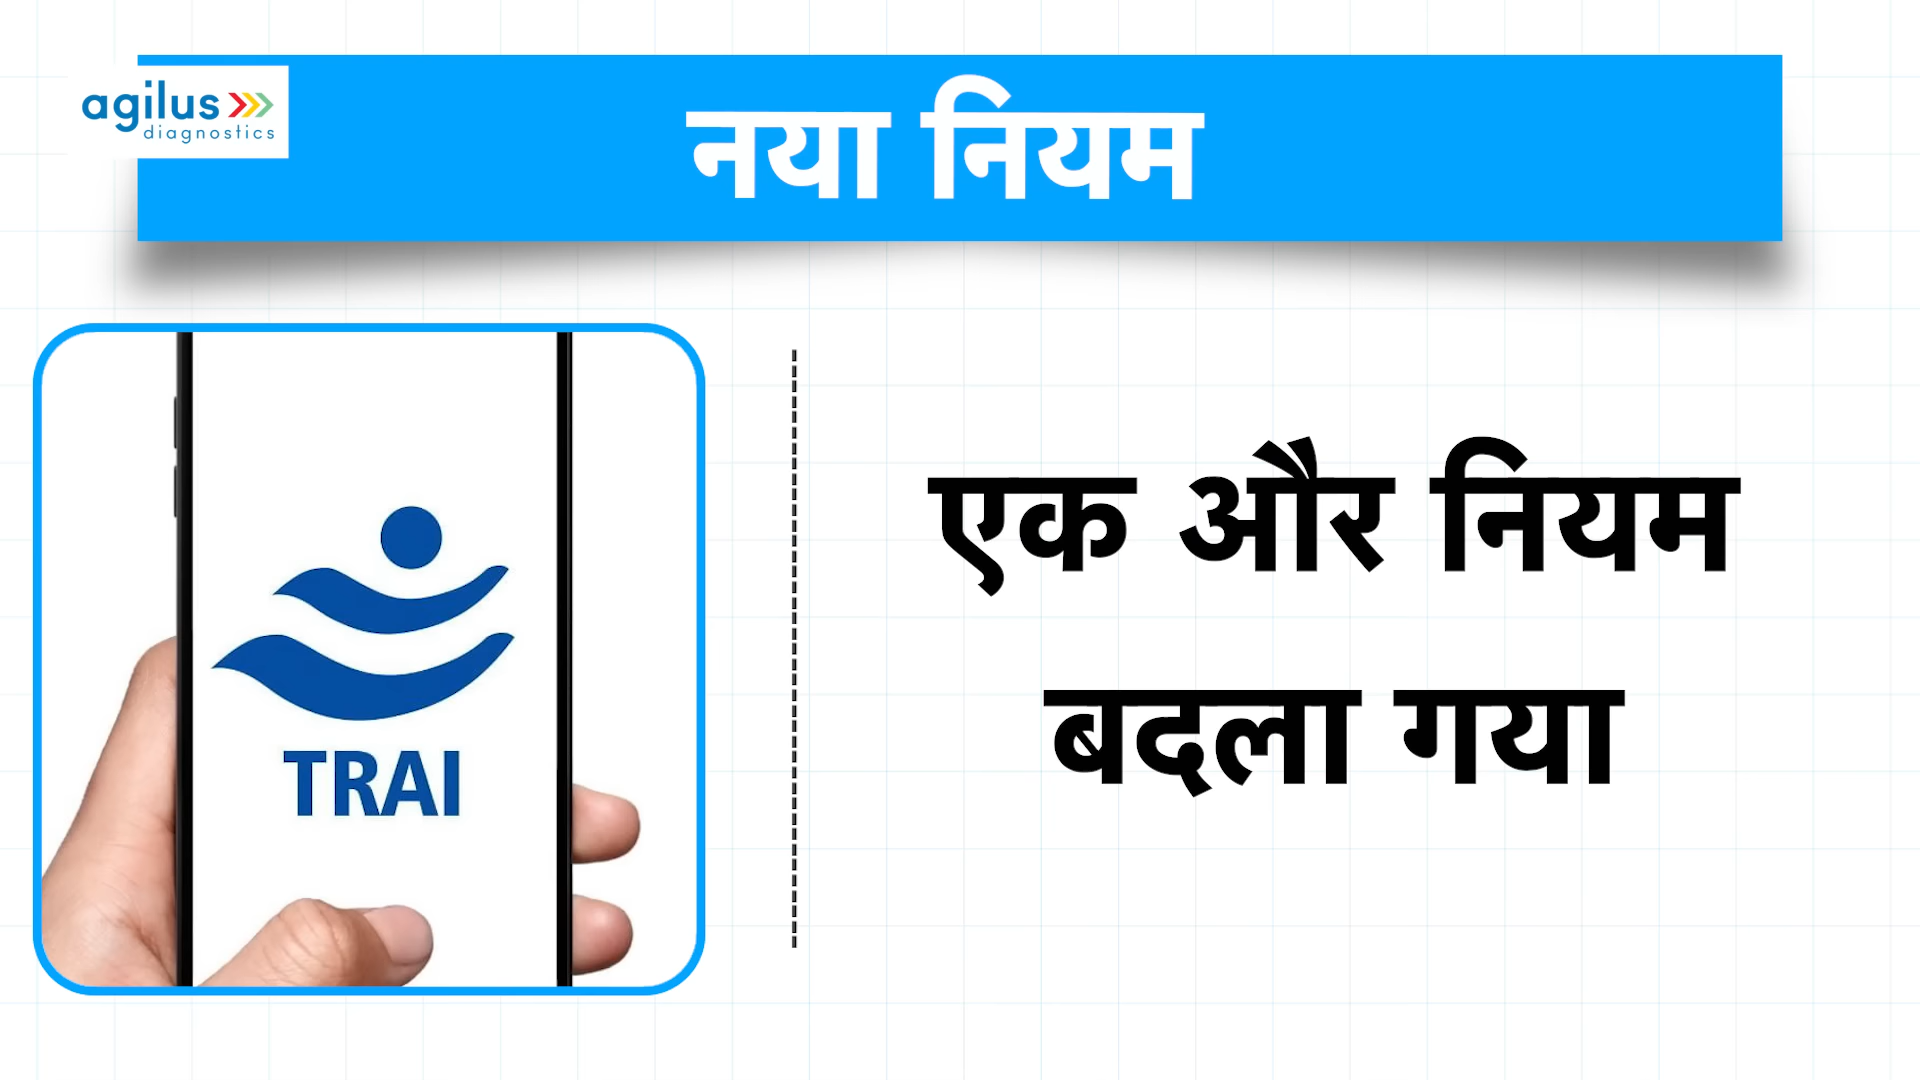 agilus
diagnostics
नया नियम
TRAI
एक और नियम
बदला गया